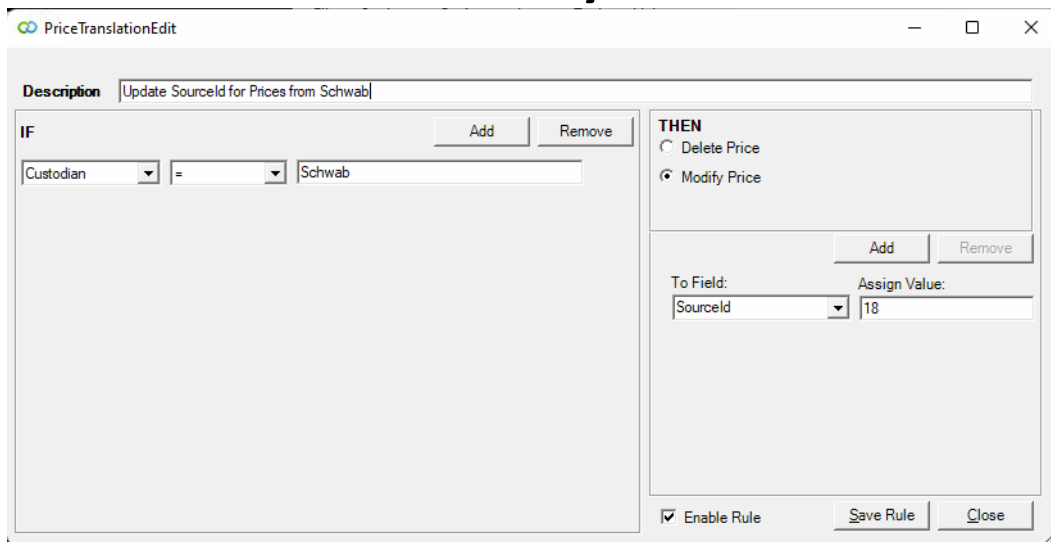 PriceTranslationEdit
Description Update SourceId for Prices from Schwab
IF Add Remove
Custodian = Schwab
THEN
Delete Price
Modify Price
Add Remove
To Field: Assign Value:
SourceId 18
Enable Rule Save Rule Close